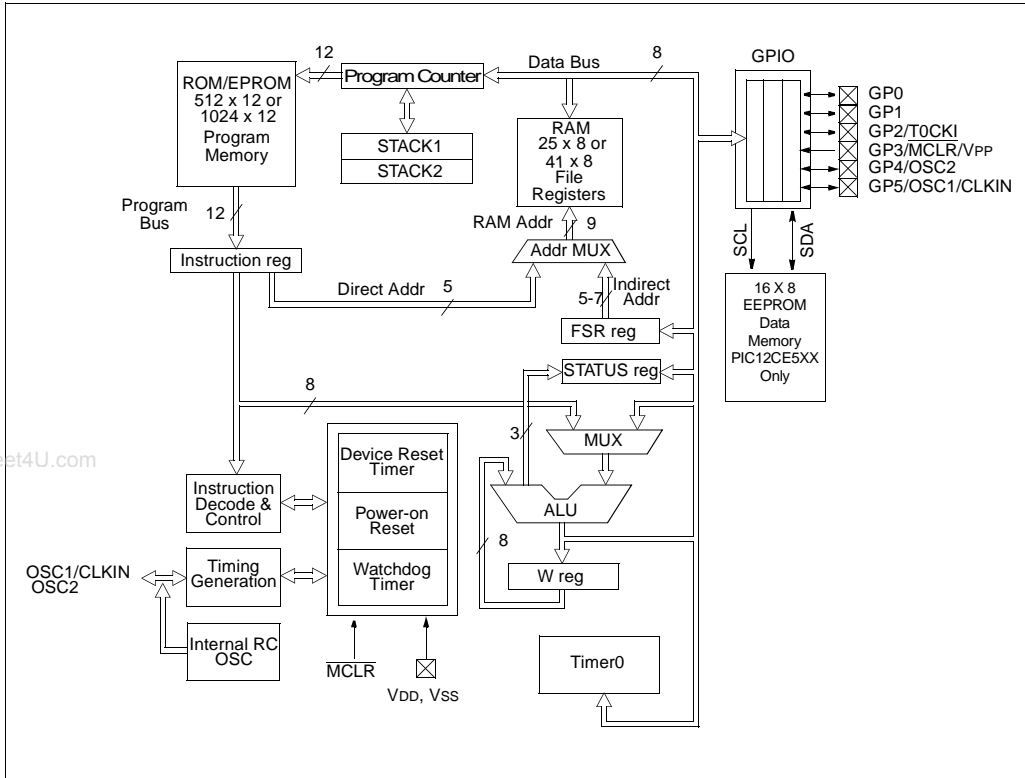 12
Data Bus
8
GPIO
ROM/EPROM
512 x 12 or
1024 x 12
Program
Memory
Program Counter
STACK1
STACK2
RAM
25 x 8 or
41 x 8
File
Registers
GP0
GP1
GP2/T0CKI
GP3/MCLR/VPP
GP4/OSC2
GP5/OSC1/CLKIN
Program
Bus
12
RAM Addr
9
SCL
SDA
Instruction reg
Addr MUX
Direct Addr
5
5-7
Indirect
Addr
FSR reg
16 X 8
EEPROM
Data
Memory
PIC12CE5XX
Only
STATUS reg
8
3
MUX
eet4U.com
Device Reset
Timer
Instruction
Decode &
Control
Power-on
Reset
ALU
8
OSC1/CLKIN
OSC2
Timing
Generation
Watchdog
Timer
W reg
Internal RC
OSC
MCLR
VDD, VSS
Timer0